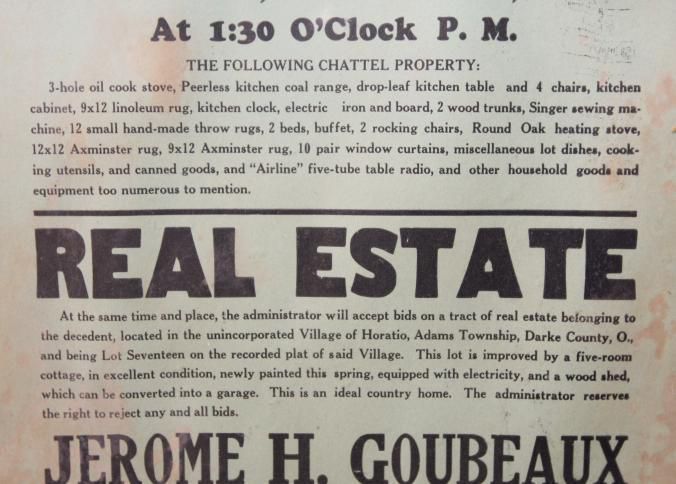 At 1:30 O'Clock P. M.
THE FOLLOWING CHATTEL PROPERTY:
3-hole oil cook stove, Peerless kitchen coal range, drop-leaf kitchen table and 4 chairs, kitchen
cabinet, 9x12 linoleum rug, kitchen clock, electric iron and board, 2 wood trunks, Singer sewing ma-
chine, 12 small hand-made throw rugs, 2 beds, buffet, 2 rocking chairs, Round Oak heating stove,
12x12 Axminster rug, 9x12 Axminster rug, 10 pair window curtains, miscellaneous lot dishes, cook-
ing utensils, and canned goods, and "Airline" five-tube table radio, and other household goods and
equipment too numerous to mention.
REAL ESTATE
At the same time and place, the administrator will accept bids on a tract of real estate belonging to
the decedent, located in the unincorporated Village of Horatio, Adams Township, Darke County, O.,
and being Lot Seventeen on the recorded plat of said Village. This lot is improved by a five-room
cottage, in excellent condition, newly painted this spring, equipped with electricity, and a wood shed,
which can be converted into a garage. This is an ideal country home. The administrator reserves
the right to reject any and all bids.
JEROME H. GOUBEAUX